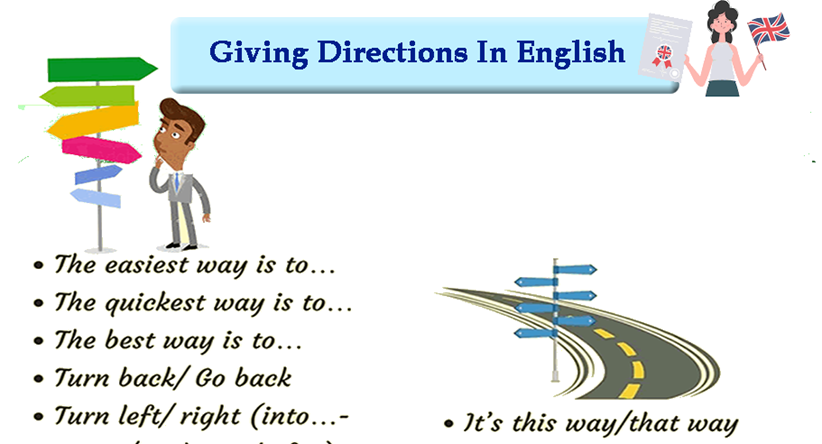 Giving Directions In English
• The easiest way is to...
• The quickest way is to...
• The best way is to...
• Turn back/ Go back
• Turn left/ right (into...-
• It's this way/that way